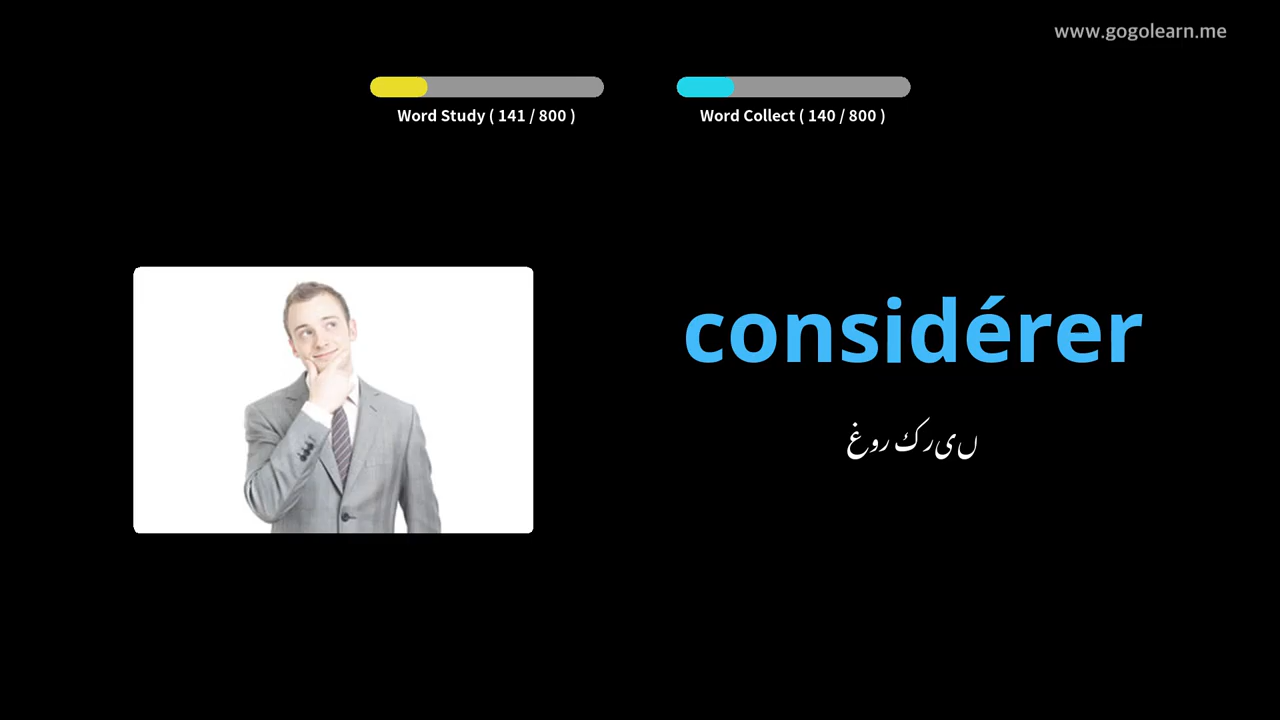 www.gogolearn.me
Word Study ( 141 / 800 )
Word Collect ( 140 / 800 )
considérer
غور کریں